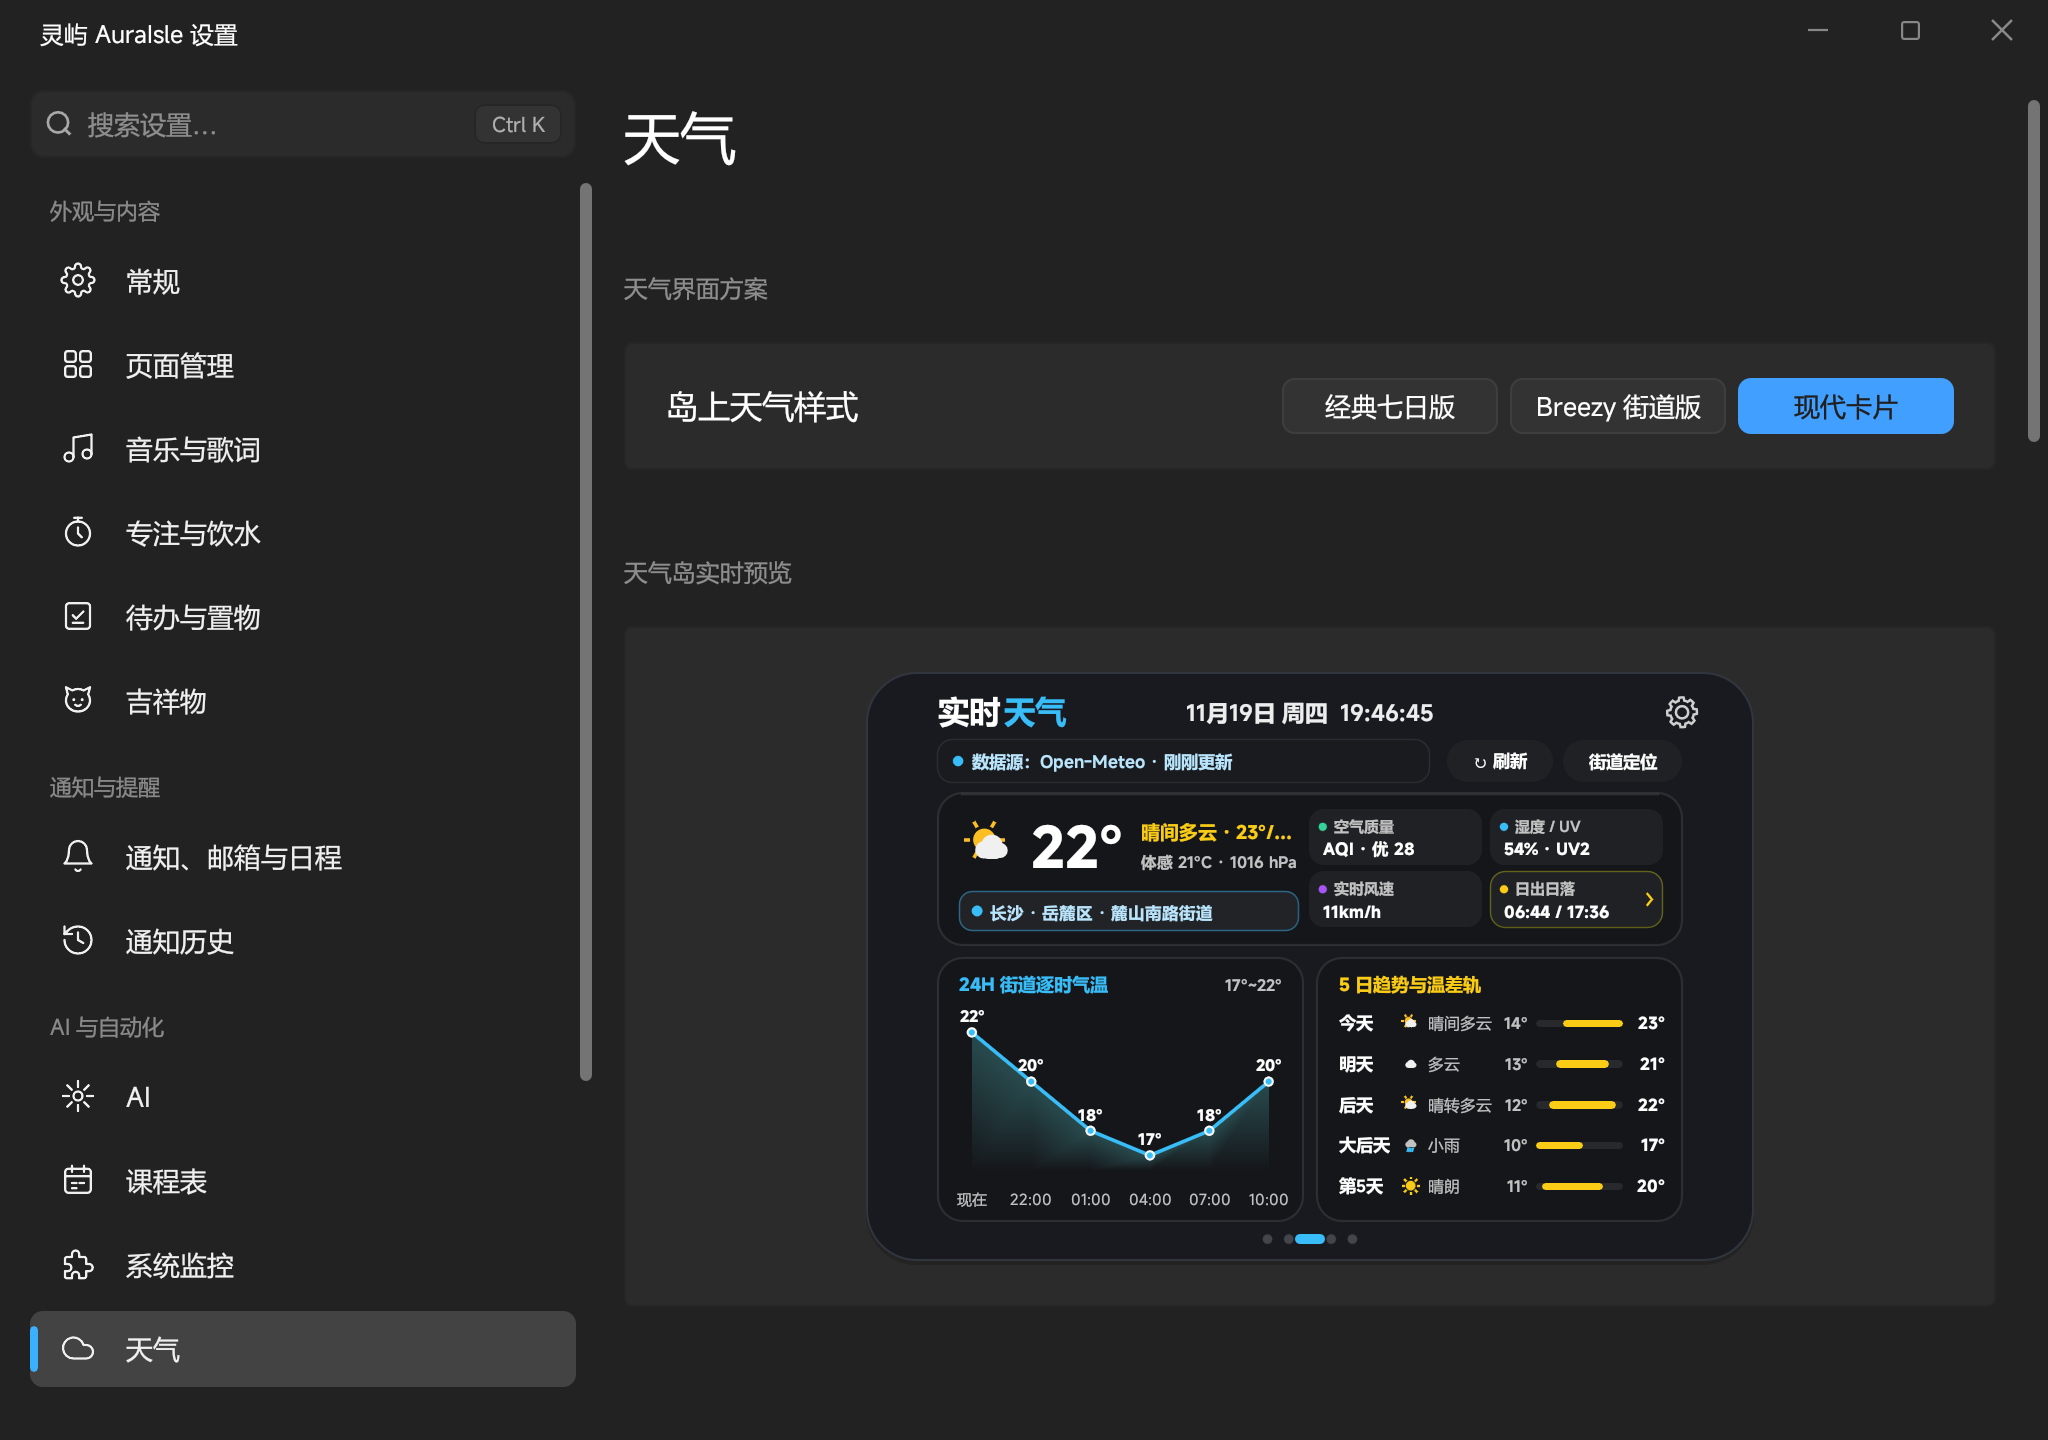 灵屿 AuraIsle 设置
搜索设置...
Ctrl K
外观与内容
常规
页面管理
音乐与歌词
专注与饮水
待办与置物
吉祥物
通知与提醒
通知、邮箱与日程
通知历史
AI 与自动化
AI
课程表
系统监控
天气
天气
天气界面方案
岛上天气样式
经典七日版
Breezy 街道版
现代卡片
天气岛实时预览
实时天气
11月19日 周四 19:46:45
数据源：Open-Meteo · 刚刚更新
↻ 刷新
街道定位
22°
晴间多云 · 23°/...
体感 21°C · 1016 hPa
长沙 · 岳麓区 · 麓山南路街道
空气质量
AQI · 优 28
湿度 / UV
54% · UV2
实时风速
11km/h
日出日落
06:44 / 17:36
24H 街道逐时气温
17°~22°
22°
20°
18°
17°
18°
20°
现在 22:00 01:00 04:00 07:00 10:00
5 日趋势与温差轨
今天 晴间多云 14° 23°
明天 多云 13° 21°
后天 晴转多云 12° 22°
大后天 小雨 10° 17°
第5天 晴朗 11° 20°